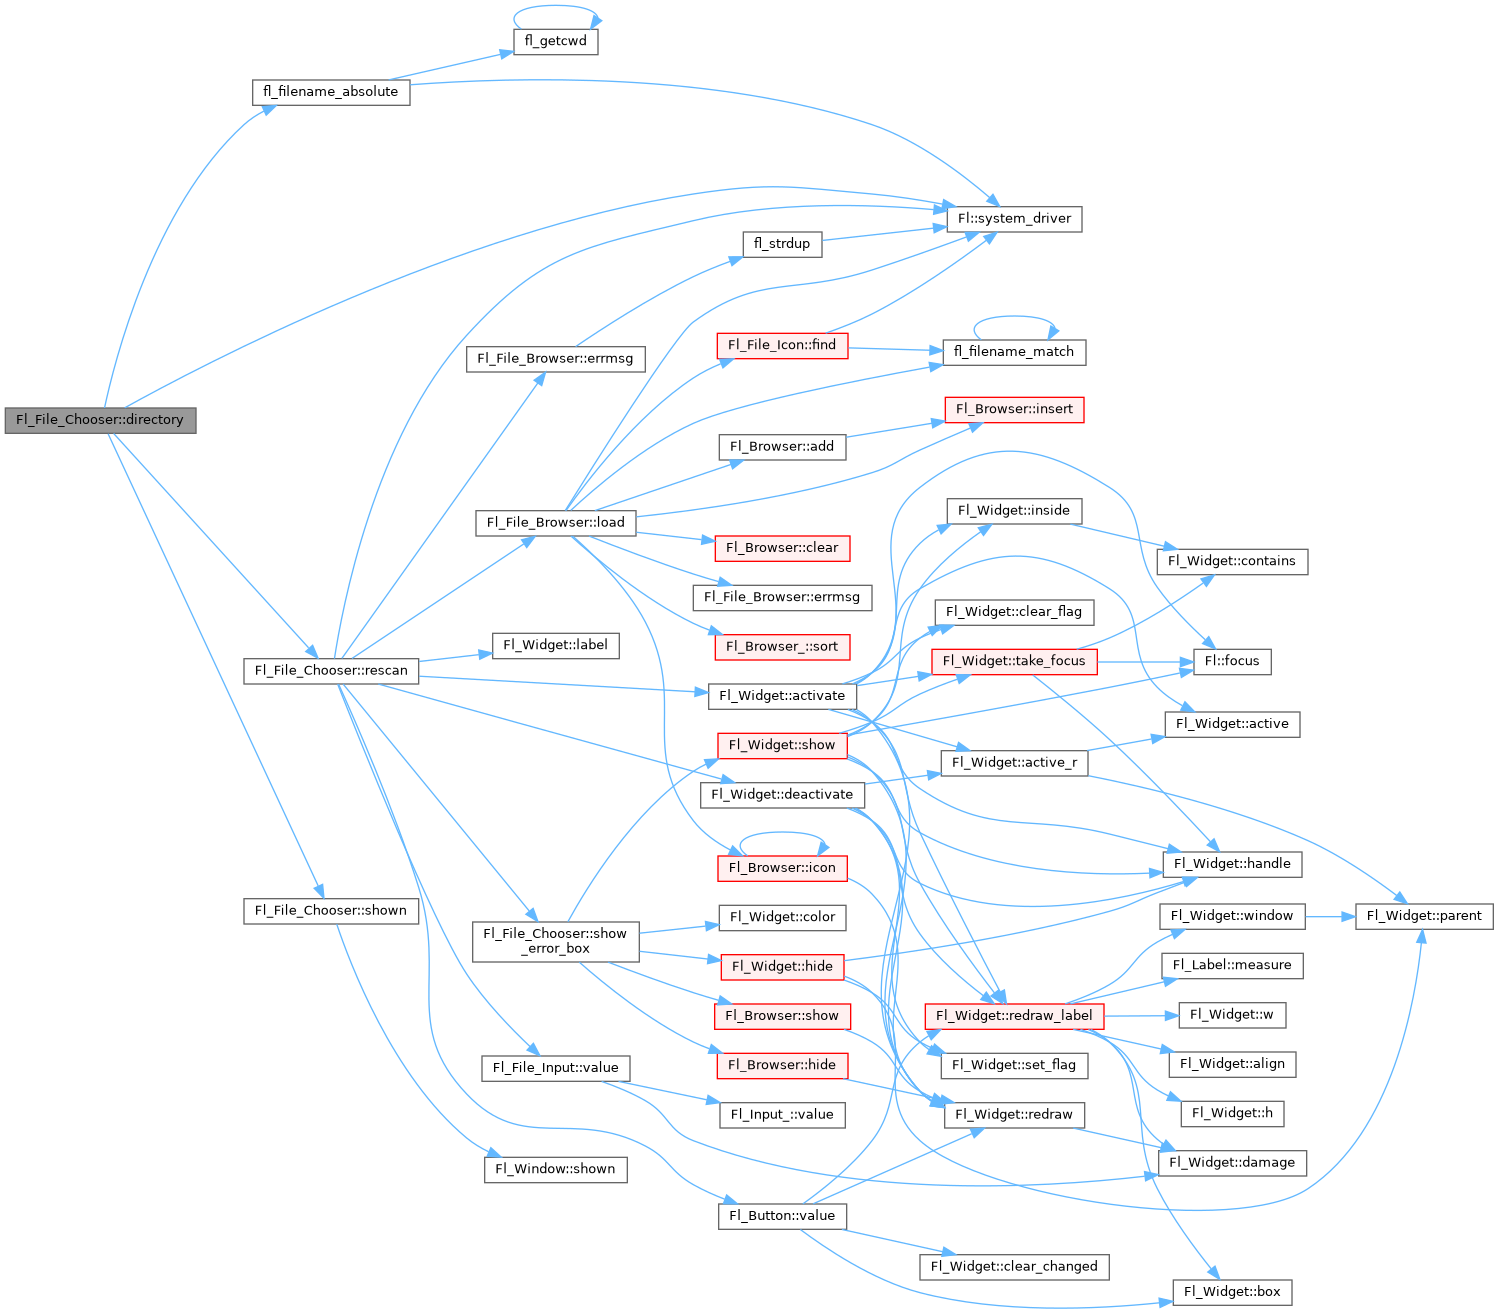 fl_getcwd
fl_filename_absolute
Fl::system_driver
fl_strdup
Fl_File_Icon::find
fl_filename_match
Fl_File_Browser::errmsg
Fl_Browser::insert
Fl_File_Chooser::directory
Fl_Browser::add
Fl_Widget::inside
Fl_File_Browser::load
Fl_Browser::clear
Fl_Widget::contains
Fl_File_Browser::errmsg
Fl_Widget::clear_flag
Fl_Widget::label
Fl_Browser_::sort
Fl_Widget::take_focus
Fl::focus
Fl_File_Chooser::rescan
Fl_Widget::activate
Fl_Widget::active
Fl_Widget::show
Fl_Widget::active_r
Fl_Widget::deactivate
Fl_Browser::icon
Fl_Widget::handle
Fl_File_Chooser::shown
Fl_Widget::color
Fl_Widget::window
Fl_Widget::parent
Fl_File_Chooser::show
_error_box
Fl_Widget::hide
Fl_Label::measure
Fl_Browser::show
Fl_Widget::redraw_label
Fl_Widget::w
Fl_File_Input::value
Fl_Browser::hide
Fl_Widget::set_flag
Fl_Widget::align
Fl_Input_::value
Fl_Widget::redraw
Fl_Widget::h
Fl_Window::shown
Fl_Widget::damage
Fl_Button::value
Fl_Widget::clear_changed
Fl_Widget::box